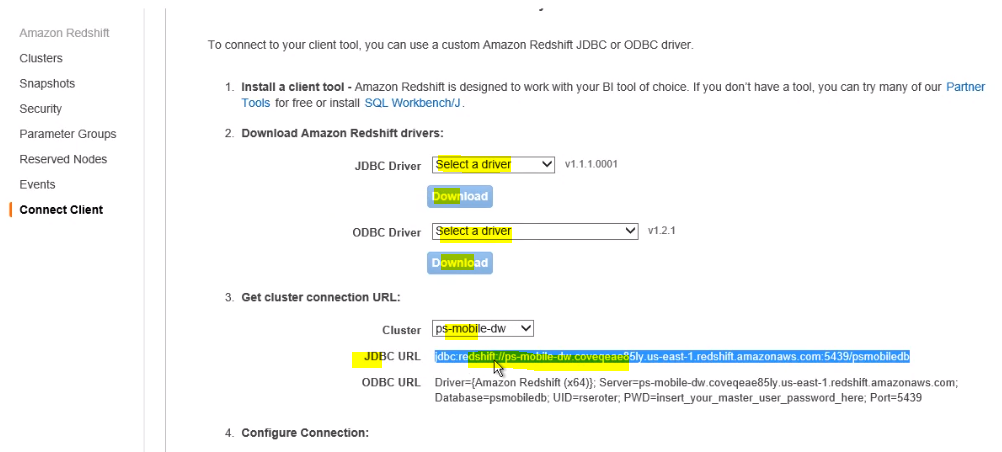 Amazon Redshift
Clusters
Snapshots
Security
Parameter Groups
Reserved Nodes
Events
Connect Client
To connect to your client tool, you can use a custom Amazon Redshift JDBC or ODBC driver.
1. Install a client tool - Amazon Redshift is designed to work with your BI tool of choice. If you don't have a tool, you can try many of our Partner
Tools for free or install SQL Workbench/J.
2. Download Amazon Redshift drivers:
JDBC Driver Select a driver v1.1.1.0001
Download
ODBC Driver Select a driver v1.2.1
Download
3. Get cluster connection URL:
Cluster ps-mobile-dw
JDBC URL jdbc:redshift://ps-mobile-dw.coveqeae85ly.us-east-1.redshift.amazonaws.com:5439/psmobiledb
ODBC URL Driver={Amazon Redshift (x64)}; Server=ps-mobile-dw.coveqeae85ly.us-east-1.redshift.amazonaws.com;
Database=psmobiledb; UID=rseroter; PWD=insert_your_master_user_password_here; Port=5439
4. Configure Connection: